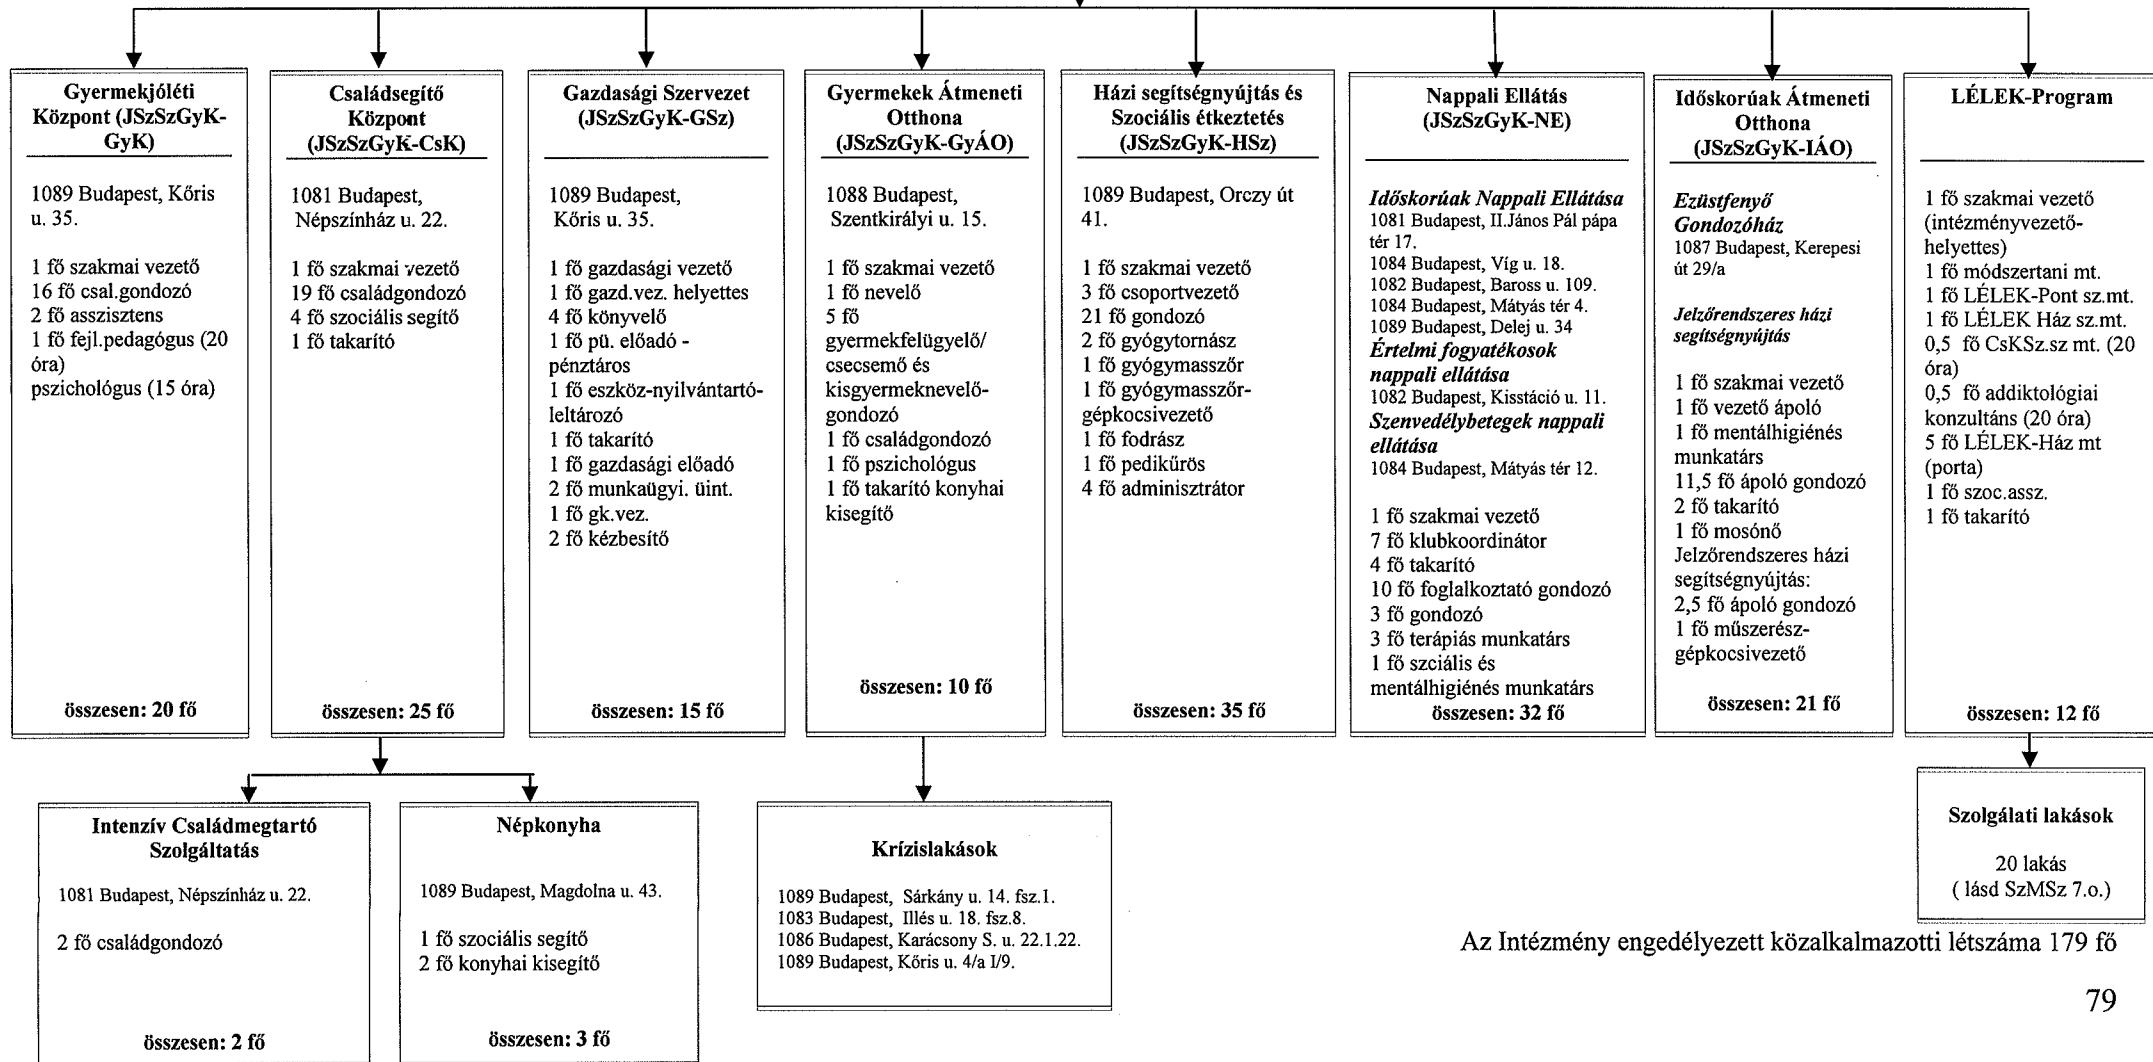 Gyermekjóléti
Központ (JSzSzGyK-
GyK)
1089 Budapest, Kőris
u. 35.
1 fő szakmai vezető
16 fő csal.gondozó
2 fő asszisztens
1 fő fejl.pedagógus (20
óra)
pszichológus (15 óra)
összesen: 20 fő
Családsegítő
Központ
(JSzSzGyK-CsK)
1081 Budapest,
Népszínház u. 22.
1 fő szakmai vezető
19 fő családgondozó
4 fő szociális segítő
1 fő takarító
összesen: 25 fő
Gazdasági Szervezet
(JSzSzGyK-GSz)
1089 Budapest,
Kőris u. 35.
1 fő gazdasági vezető
1 fő gazd.vez. helyettes
4 fő könyvelő
1 fő pü. előadó -
pénztáros
1 fő eszköz-nyilvántartó-
leltározó
1 fő takarító
1 fő gazdasági előadó
2 fő munkaügyi. üint.
1 fő gk.vez.
2 fő kézbesítő
összesen: 15 fő
Gyermekek Átmeneti
Otthona
(JSzSzGyK-GyÁO)
1088 Budapest,
Szentkirályi u. 15.
1 fő szakmai vezető
1 fő nevelő
5 fő
gyermekfelügyelő/
csecsemő és
kisgyermeknevelő-
gondozó
1 fő családgondozó
1 fő pszichológus
1 fő takarító konyhai
kisegítő
összesen: 10 fő
Házi segítségnyújtás és
Szociális étkeztetés
(JSzSzGyK-HSz)
1089 Budapest, Orczy út
41.
1 fő szakmai vezető
3 fő csoportvezető
21 fő gondozó
2 fő gyógytornász
1 fő gyógymasszőr
1 fő gyógymasszőr-
gépkocsivezető
1 fő fodrász
1 fő pedikűrös
4 fő adminisztrátor
összesen: 35 fő
Nappali Ellátás
(JSzSzGyK-NE)
Időskorúak Nappali Ellátása
1081 Budapest, II.János Pál pápa
tér 17.
1084 Budapest, Víg u. 18.
1082 Budapest, Baross u. 109.
1084 Budapest, Mátyás tér 4.
1089 Budapest, Delej u. 34
Értelmi fogyatékosok
nappali ellátása
1082 Budapest, Kisstáció u. 11.
Szenvedélybetegek nappali
ellátása
1084 Budapest, Mátyás tér 12.
1 fő szakmai vezető
7 fő klubkoordinátor
4 fő takarító
10 fő foglalkoztató gondozó
3 fő gondozó
3 fő terápiás munkatárs
1 fő szciális és
mentálhigiénés munkatárs
összesen: 32 fő
Időskorúak Átmeneti
Otthona
(JSzSzGyK-IÁO)
Ezüstfenyő
Gondozóház
1087 Budapest, Kerepesi
út 29/a
Jelzőrendszeres házi
segítségnyújtás
1 fő szakmai vezető
1 fő vezető ápoló
1 fő mentálhigiénés
munkatárs
11,5 fő ápoló gondozó
2 fő takarító
1 fő mosónő
Jelzőrendszeres házi
segítségnyújtás:
2,5 fő ápoló gondozó
1 fő műszerész-
gépkocsivezető
összesen: 21 fő
LÉLEK-Program
1 fő szakmai vezető
(intézményvezető-
helyettes)
1 fő módszertani mt.
1 fő LÉLEK-Pont sz.mt.
1 fő LÉLEK Ház sz.mt.
0,5 fő CsKSz.sz mt. (20
óra)
0,5 fő addiktológiai
konzultáns (20 óra)
5 fő LÉLEK-Ház mt
(porta)
1 fő szoc.assz.
1 fő takarító
összesen: 12 fő
Intenzív Családmegtartó
Szolgáltatás
1081 Budapest, Népszínház u. 22.
2 fő családgondozó
összesen: 2 fő
Népkonyha
1089 Budapest, Magdolna u. 43.
1 fő szociális segítő
2 fő konyhai kisegítő
összesen: 3 fő
Krízislakások
1089 Budapest, Sárkány u. 14. fsz.1.
1083 Budapest, Illés u. 18. fsz.8.
1086 Budapest, Karácsony S. u. 22.1.22.
1089 Budapest, Kőris u. 4/a I/9.
Szolgálati lakások
20 lakás
( lásd SzMSz 7.o.)
Az Intézmény engedélyezett közalkalmazotti létszáma 179 fő
79